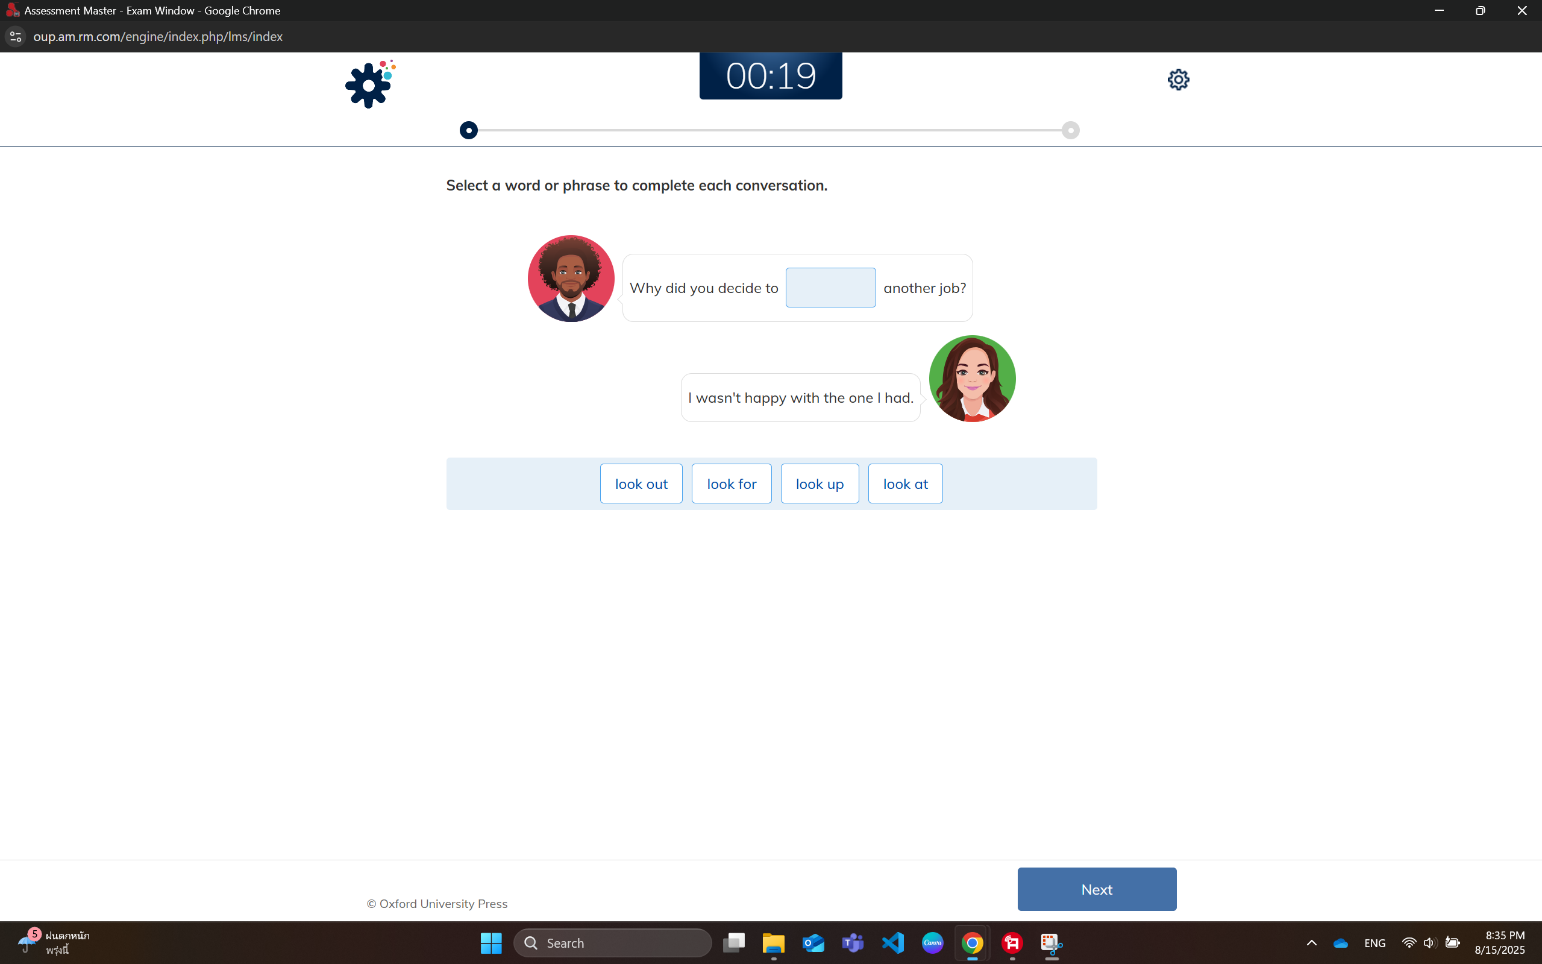 Assessment Master - Exam Window - Google Chrome
oup.am.rm.com/engine/index.php/lms/index
00:19
Select a word or phrase to complete each conversation.
Why did you decide to another job?
I wasn't happy with the one I had.
look out look for look up look at
Next
© Oxford University Press
5 ฝนตกหนัก
พรุ่งนี้
Search
Canva
ENG
8:35 PM
8/15/2025